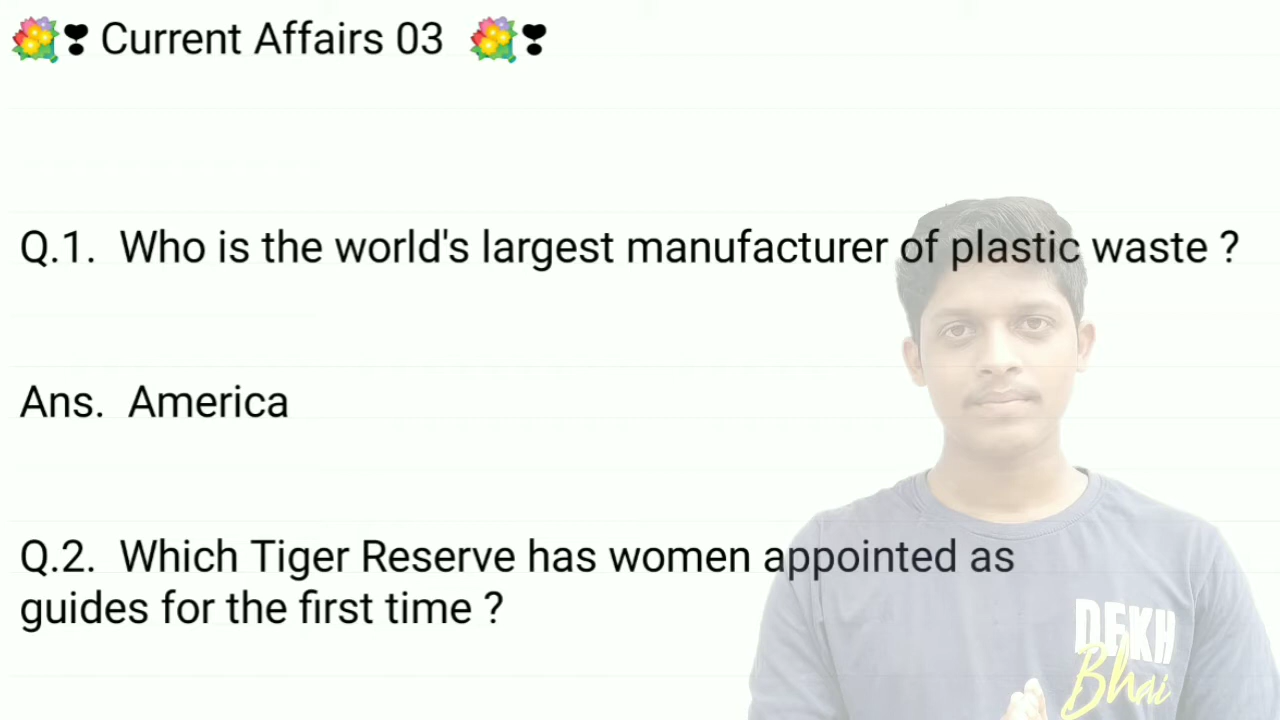 💐❣ Current Affairs 03 💐❣
Q.1. Who is the world's largest manufacturer of plastic waste ?
Ans. America
Q.2. Which Tiger Reserve has women appointed as
guides for the first time ?
DEKH
Bhai